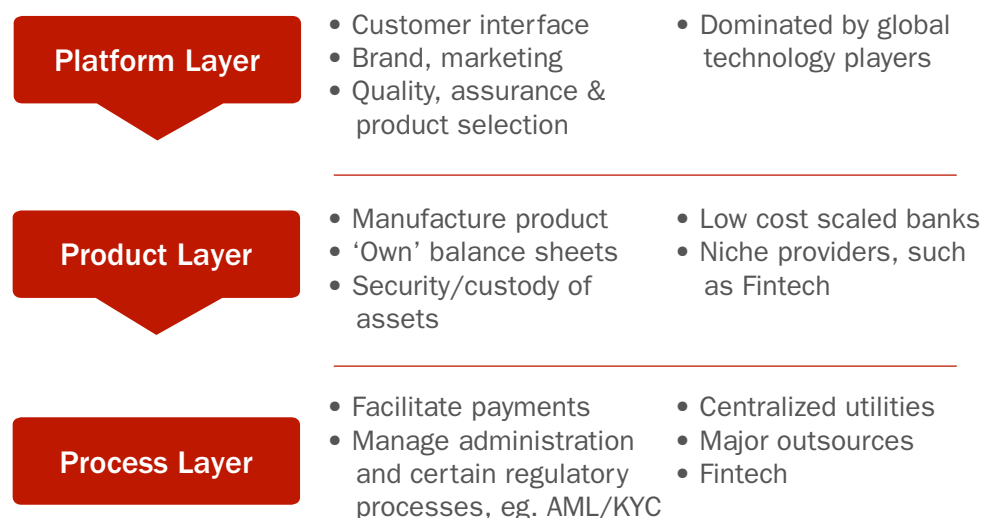 Platform Layer
• Customer interface
• Brand, marketing
• Quality, assurance &
product selection
• Dominated by global
technology players
Product Layer
• Manufacture product
• ‘Own’ balance sheets
• Security/custody of
assets
• Low cost scaled banks
• Niche providers, such
as Fintech
Process Layer
• Facilitate payments
• Manage administration
and certain regulatory
processes, eg. AML/KYC
• Centralized utilities
• Major outsources
• Fintech